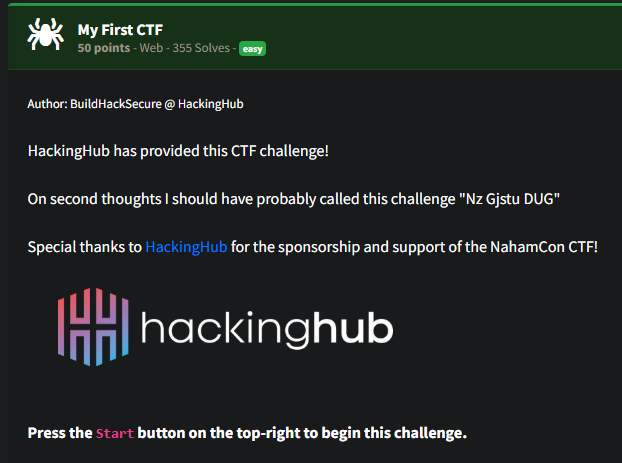 My First CTF
50 points - Web - 355 Solves - easy
Author: BuildHackSecure @ HackingHub
HackingHub has provided this CTF challenge!
On second thoughts I should have probably called this challenge "Nz Gjstu DUG"
Special thanks to HackingHub for the sponsorship and support of the NahamCon CTF!
hackinghub
Press the Start button on the top-right to begin this challenge.